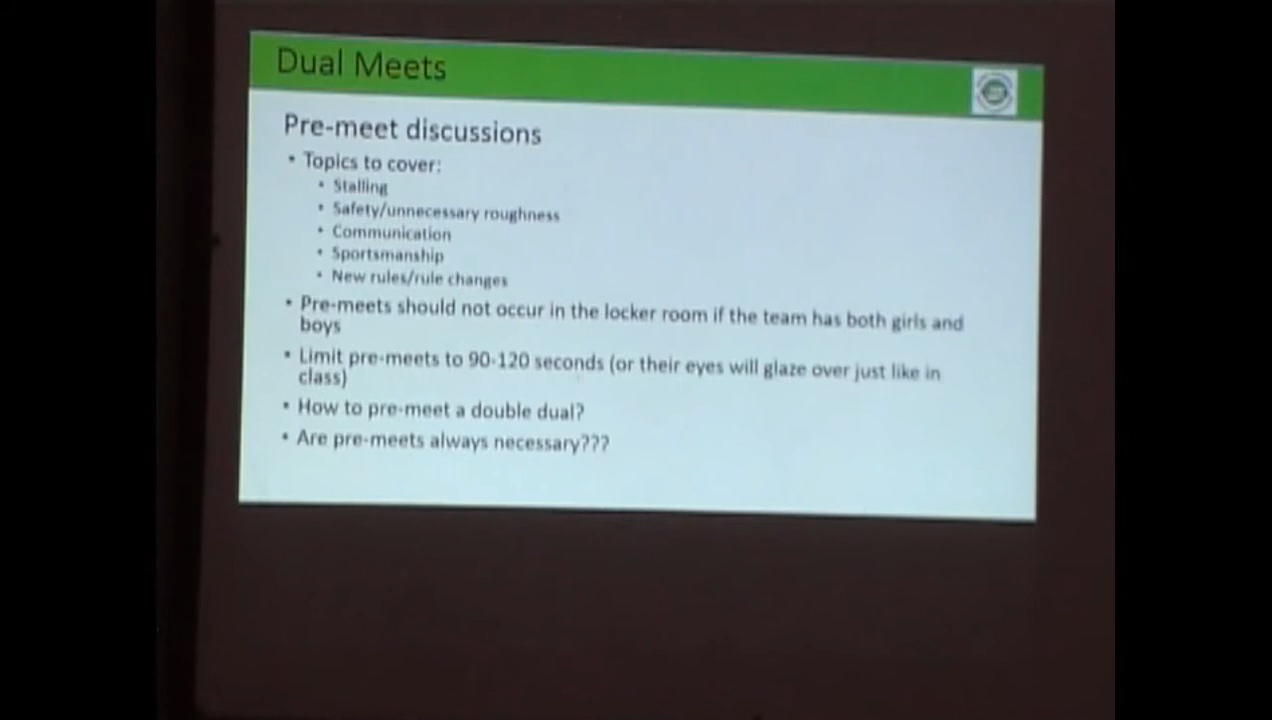 Dual Meets
Pre-meet discussions
• Topics to cover:
• Stalling
• Safety/unnecessary roughness
• Communication
• Sportsmanship
• New rules/rule changes
• Pre-meets should not occur in the locker room if the team has both girls and
boys
• Limit pre-meets to 90-120 seconds (or their eyes will glaze over just like in
class)
• How to pre-meet a double dual?
• Are pre-meets always necessary???